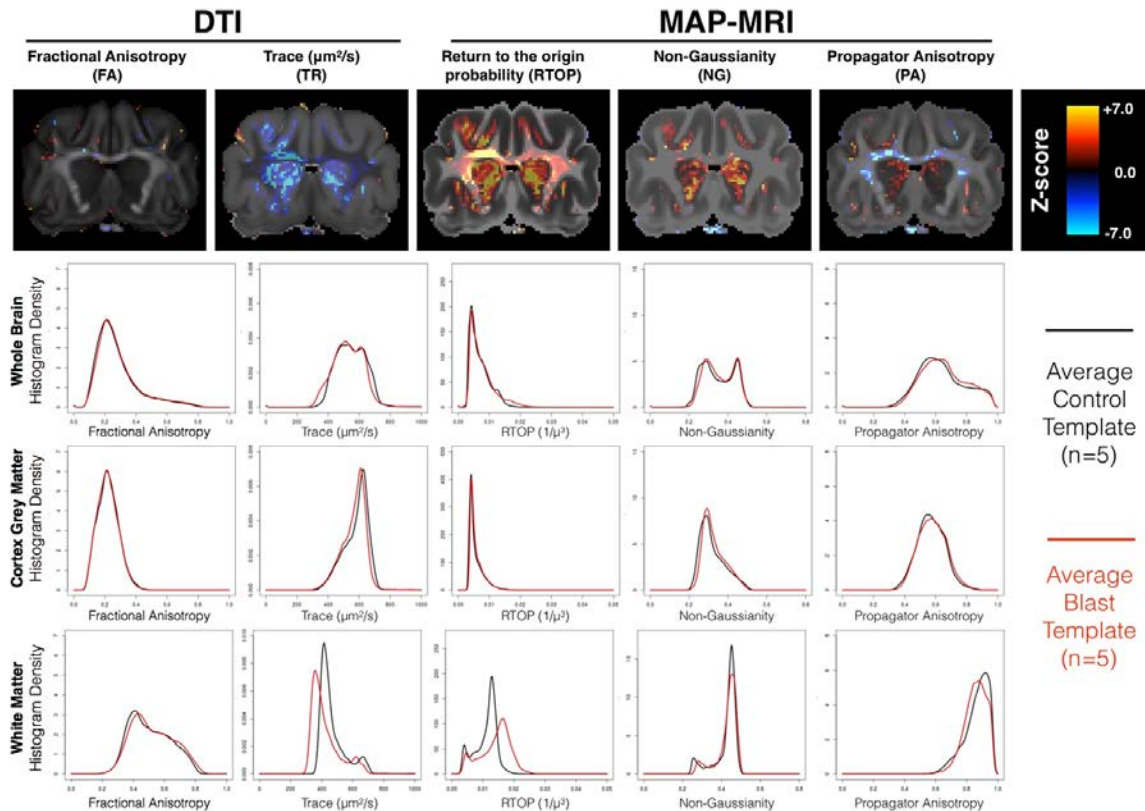 DTI
MAP-MRI
Fractional Anisotropy
(FA)
Trace (μm²/s)
(TR)
Return to the origin
probability (RTOP)
Non-Gaussianity
(NG)
Propagator Anisotropy
(PA)
Z-score
+7.0
0.0
-7.0
Whole Brain
Histogram Density
Fractional Anisotropy
Trace (μm²/s)
RTOP (1/μ³)
Non-Gaussianity
Propagator Anisotropy
Cortex Grey Matter
Histogram Density
Fractional Anisotropy
Trace (μm²/s)
RTOP (1/μ³)
Non-Gaussianity
Propagator Anisotropy
White Matter
Histogram Density
Fractional Anisotropy
Trace (μm²/s)
RTOP (1/μ³)
Non-Gaussianity
Propagator Anisotropy
Average
Control
Template
(n=5)
Average
Blast
Template
(n=5)